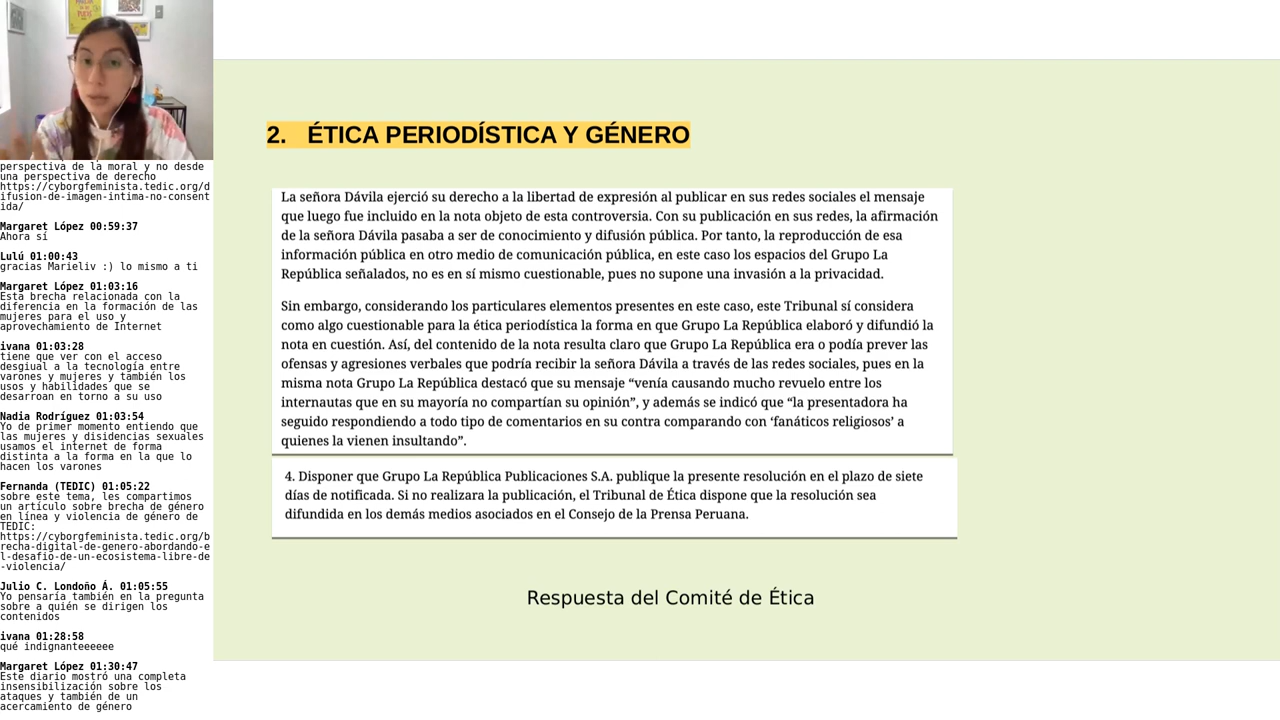 perspectiva de la moral y no desde
una perspectiva de derecho
https://cyborgfeminista.tedic.org/d
ifusion-de-imagen-intima-no-consent
ida/
Margaret López 00:59:37
Ahora sí
Lulú 01:00:43
gracias Marieliv :) lo mismo a ti
Margaret López 01:03:16
Esta brecha relacionada con la
diferencia en la formación de las
mujeres para el uso y
aprovechamiento de Internet
ivana 01:03:28
tiene que ver con el acceso
desgiual a la tecnología entre
varones y mujeres y también los
usos y habilidades que se
desarroan en torno a su uso
Nadia Rodríguez 01:03:54
Yo de primer momento entiendo que
las mujeres y disidencias sexuales
usamos el internet de forma
distinta a la forma en la que lo
hacen los varones
Fernanda (TEDIC) 01:05:22
sobre este tema, les compartimos
un artículo sobre brecha de género
en línea y violencia de género de
TEDIC:
https://cyborgfeminista.tedic.org/b
recha-digital-de-genero-abordando-e
l-desafio-de-un-ecosistema-libre-de
-violencia/
Julio C. Londoño Á. 01:05:55
Yo pensaría también en la pregunta
sobre a quién se dirigen los
contenidos
ivana 01:28:58
qué indignanteeeeee
Margaret López 01:30:47
Este diario mostró una completa
insensibilización sobre los
ataques y también de un
acercamiento de género
2. ÉTICA PERIODÍSTICA Y GÉNERO
La señora Dávila ejerció su derecho a la libertad de expresión al publicar en sus redes sociales el mensaje
que luego fue incluido en la nota objeto de esta controversia. Con su publicación en sus redes, la afirmación
de la señora Dávila pasaba a ser de conocimiento y difusión pública. Por tanto, la reproducción de esa
información pública en otro medio de comunicación pública, en este caso los espacios del Grupo La
República señalados, no es en sí mismo cuestionable, pues no supone una invasión a la privacidad.
Sin embargo, considerando los particulares elementos presentes en este caso, este Tribunal sí considera
como algo cuestionable para la ética periodística la forma en que Grupo La República elaboró y difundió la
nota en cuestión. Así, del contenido de la nota resulta claro que Grupo La República era o podía prever las
ofensas y agresiones verbales que podría recibir la señora Dávila a través de las redes sociales, pues en la
misma nota Grupo La República destacó que su mensaje “venía causando mucho revuelo entre los
internautas que en su mayoría no compartían su opinión”, y además se indicó que “la presentadora ha
seguido respondiendo a todo tipo de comentarios en su contra comparando con ‘fanáticos religiosos’ a
quienes la vienen insultando”.
4. Disponer que Grupo La República Publicaciones S.A. publique la presente resolución en el plazo de siete
días de notificada. Si no realizara la publicación, el Tribunal de Ética dispone que la resolución sea
difundida en los demás medios asociados en el Consejo de la Prensa Peruana.
Respuesta del Comité de Ética